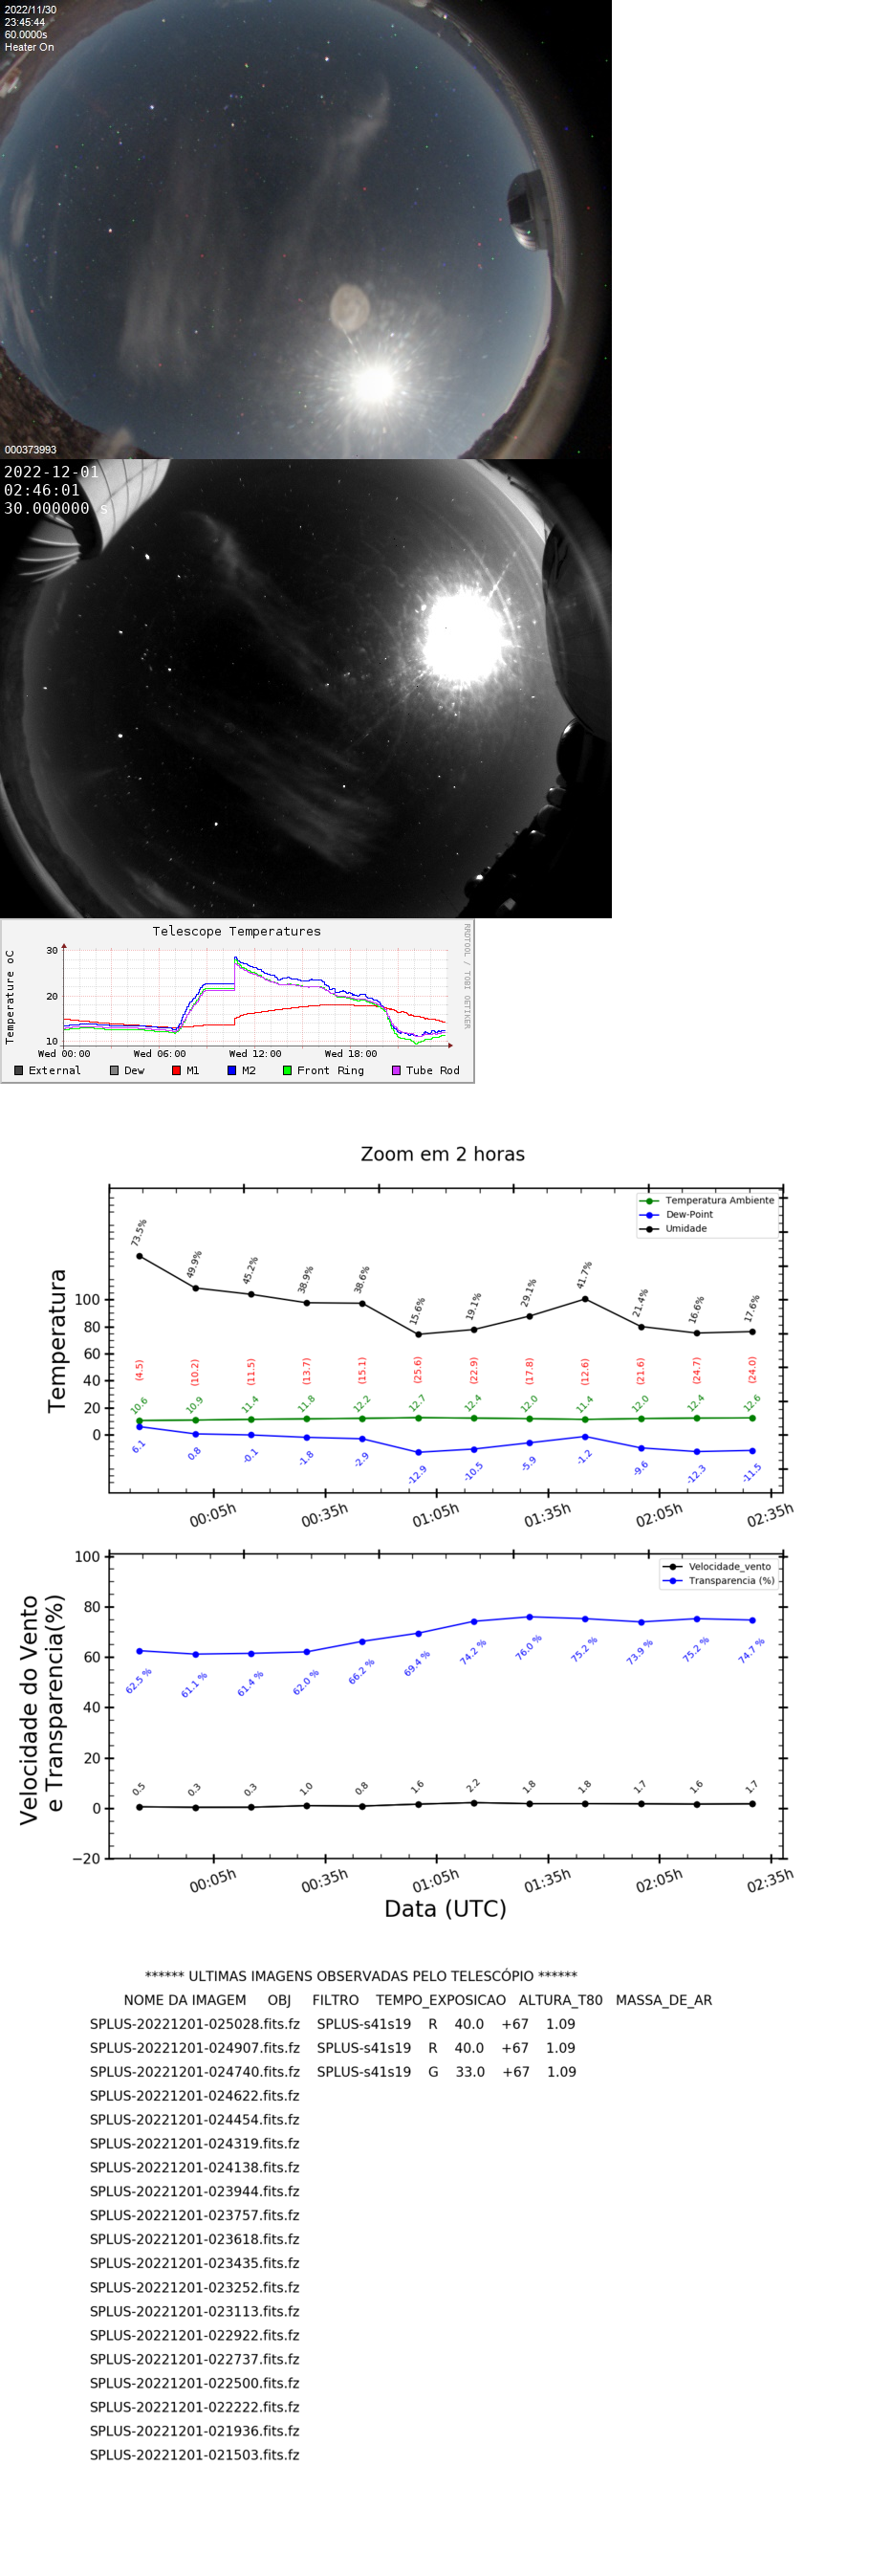 2022/11/30
23:45:44
60.0000s
Heater On
000373993
2022-12-01
02:46:01
30.000000 s
Telescope Temperatures
Temperature oC
30
20
10
Wed 00:00 Wed 06:00 Wed 12:00 Wed 18:00
External Dew M1 M2 Front Ring Tube Rod
RRDTOOL / TOBI OETIKER
Zoom em 2 horas
Temperatura
Temperatura Ambiente
Dew-Point
Umidade
73.5% 49.9% 45.2% 38.9% 38.6% 15.6% 19.1% 29.1% 41.7% 21.4% 16.6% 17.6%
100
80
60
40
20
0
(4.5) (10.2) (11.5) (13.7) (15.1) (25.6) (22.9) (17.8) (12.6) (21.6) (24.7) (24.0)
10.6 10.9 11.4 11.8 12.2 12.7 12.4 12.0 11.4 12.0 12.4 12.6
6.1 0.8 -0.1 -1.8 -2.9 -12.9 -10.5 -5.9 -1.2 -9.6 -12.3 -11.5
00:05h 00:35h 01:05h 01:35h 02:05h 02:35h
Velocidade do Vento
e Transparencia(%)
Velocidade_vento
Transparencia (%)
100
80
60
40
20
0
−20
62.5 % 61.1 % 61.4 % 62.0 % 66.2 % 69.4 % 74.2 % 76.0 % 75.2 % 73.9 % 75.2 % 74.7 %
0.5 0.3 0.3 1.0 0.8 1.6 2.2 1.8 1.8 1.7 1.6 1.7
00:05h 00:35h 01:05h 01:35h 02:05h 02:35h
Data (UTC)
****** ULTIMAS IMAGENS OBSERVADAS PELO TELESCÓPIO ******
NOME DA IMAGEM OBJ FILTRO TEMPO_EXPOSICAO ALTURA_T80 MASSA_DE_AR
SPLUS-20221201-025028.fits.fz SPLUS-s41s19 R 40.0 +67 1.09
SPLUS-20221201-024907.fits.fz SPLUS-s41s19 R 40.0 +67 1.09
SPLUS-20221201-024740.fits.fz SPLUS-s41s19 G 33.0 +67 1.09
SPLUS-20221201-024622.fits.fz
SPLUS-20221201-024454.fits.fz
SPLUS-20221201-024319.fits.fz
SPLUS-20221201-024138.fits.fz
SPLUS-20221201-023944.fits.fz
SPLUS-20221201-023757.fits.fz
SPLUS-20221201-023618.fits.fz
SPLUS-20221201-023435.fits.fz
SPLUS-20221201-023252.fits.fz
SPLUS-20221201-023113.fits.fz
SPLUS-20221201-022922.fits.fz
SPLUS-20221201-022737.fits.fz
SPLUS-20221201-022500.fits.fz
SPLUS-20221201-022222.fits.fz
SPLUS-20221201-021936.fits.fz
SPLUS-20221201-021503.fits.fz